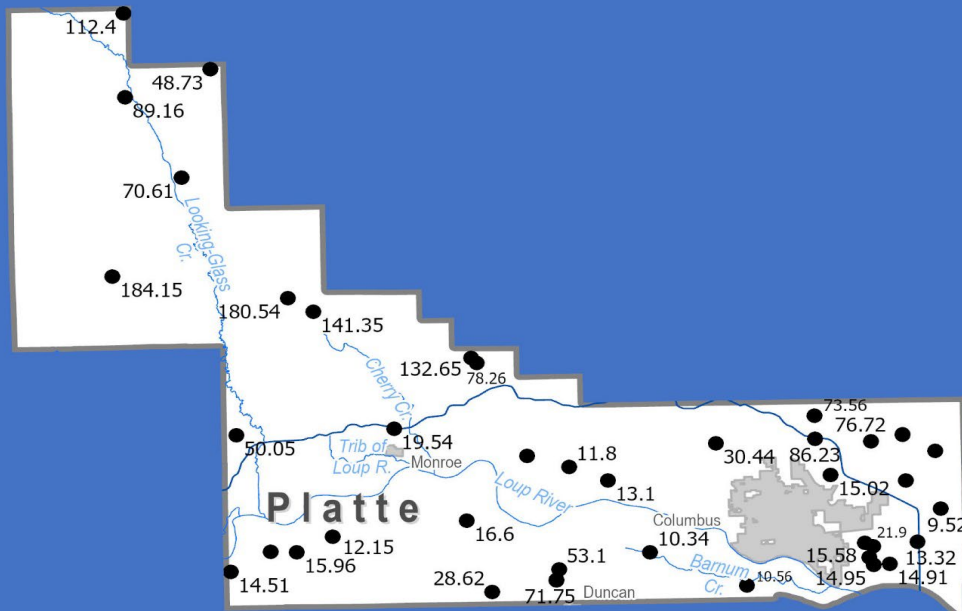 112.4
48.73
89.16
70.61
Looking-Glass
Cr.
184.15
180.54
141.35
132.65
78.26
Cherry Cr.
73.56
76.72
50.05
19.54
86.23
30.44
Trib of
Loup R.
Monroe
11.8
15.02
13.1
Loup River
Platte
9.52
16.6
Columbus
21.9
12.15
10.34
15.96
53.1
15.58
13.32
14.51
Barnum
Cr.
10.56
14.95
14.91
28.62
71.75
Duncan